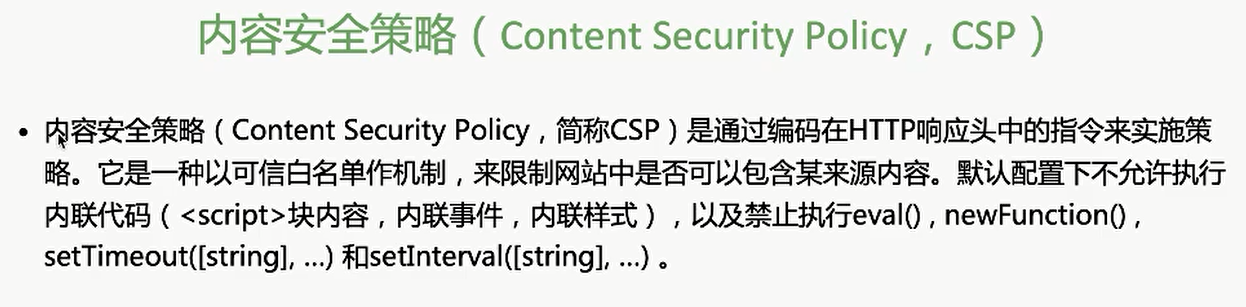 内容安全策略（Content Security Policy，CSP）
• 内容安全策略（Content Security Policy，简称CSP）是通过编码在HTTP响应头中的指令来实施策
略。它是一种以可信白名单作机制，来限制网站中是否可以包含某来源内容。默认配置下不允许执行
内联代码（<script>块内容，内联事件，内联样式），以及禁止执行eval() , newFunction() ,
setTimeout([string], ...) 和setInterval([string], ...) 。